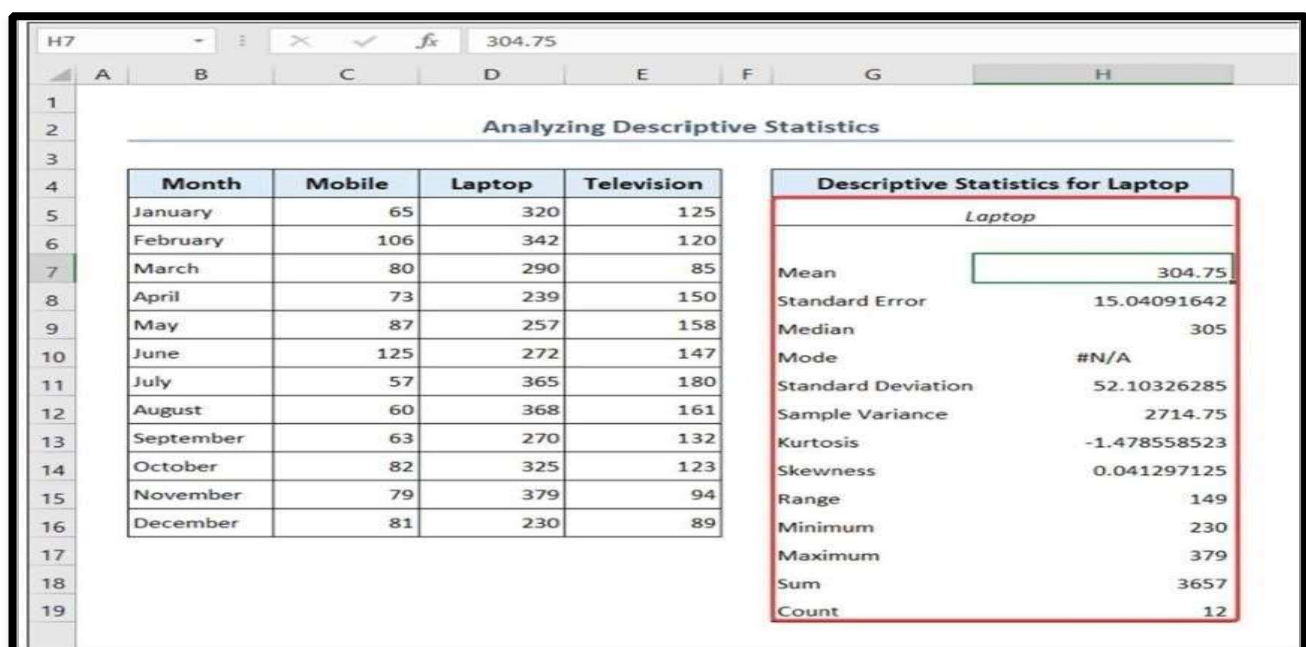 H7 304.75
A B C D E F G H
1
2 Analyzing Descriptive Statistics
3
4 Month Mobile Laptop Television Descriptive Statistics for Laptop
5 January 65 320 125 Laptop
6 February 106 342 120
7 March 80 290 85 Mean 304.75
8 April 73 239 150 Standard Error 15.04091642
9 May 87 257 158 Median 305
10 June 125 272 147 Mode #N/A
11 July 57 365 180 Standard Deviation 52.10326285
12 August 60 368 161 Sample Variance 2714.75
13 September 63 270 132 Kurtosis -1.478558523
14 October 82 325 123 Skewness 0.041297125
15 November 79 379 94 Range 149
16 December 81 230 89 Minimum 230
17 Maximum 379
18 Sum 3657
19 Count 12